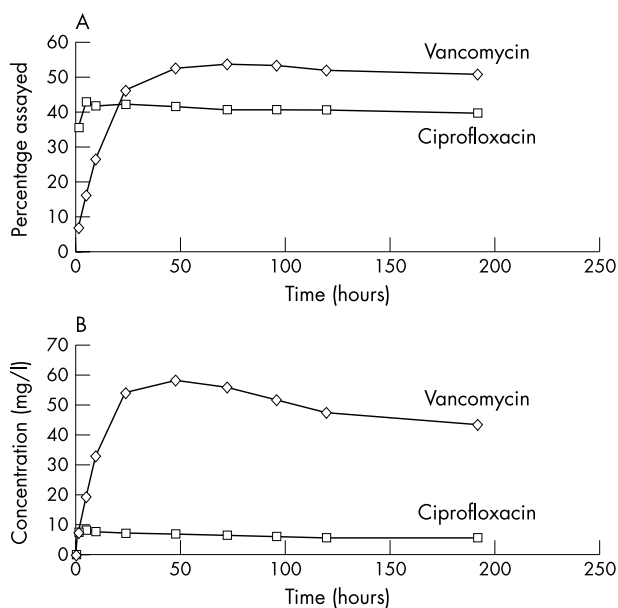 A
60
50
40
30
20
10
0
Percentage assayed
Vancomycin
Ciprofloxacin
0 50 100 150 200 250
Time (hours)
B
70
60
50
40
30
20
10
0
Concentration (mg/l)
Vancomycin
Ciprofloxacin
0 50 100 150 200 250
Time (hours)